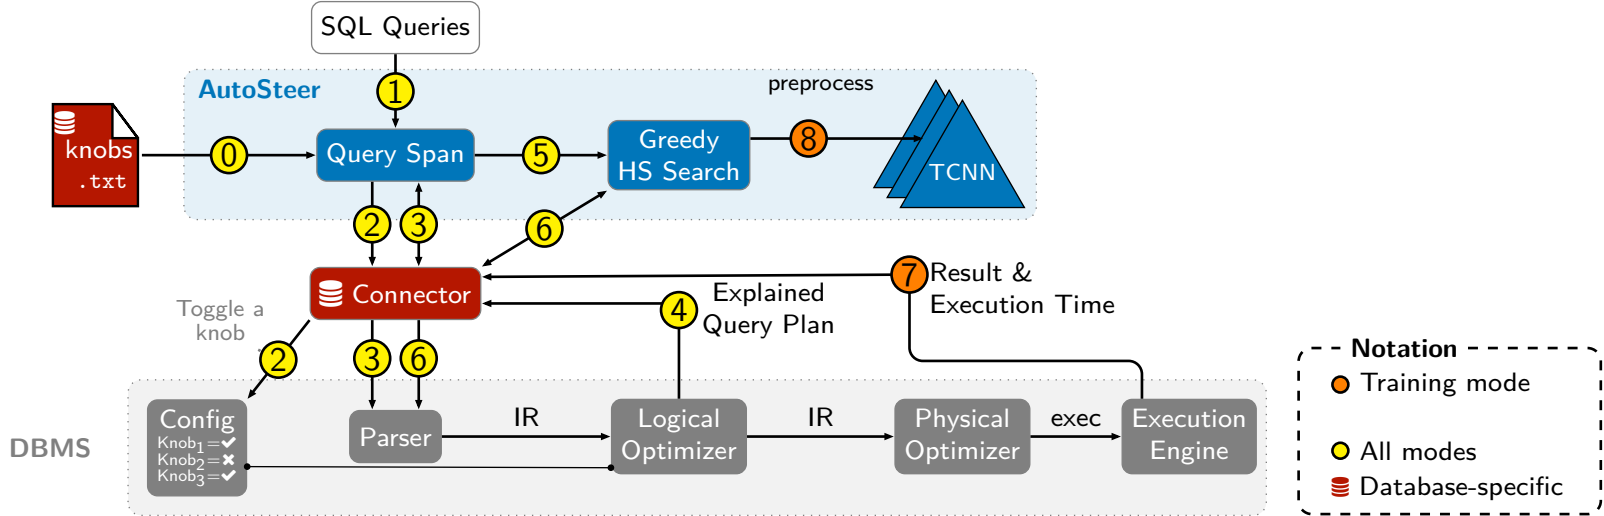 SQL Queries
AutoSteer
1
preprocess
knobs
.txt
0
Query Span
5
Greedy
HS Search
8
TCNN
2
3
6
Connector
7
Result &
Execution Time
4
Explained
Query Plan
Toggle a
knob
2
3
6
Notation
Training mode
All modes
Database-specific
DBMS
Config
Knob1=✔
Knob2=✖
Knob3=✔
Parser
IR
Logical
Optimizer
IR
Physical
Optimizer
exec
Execution
Engine